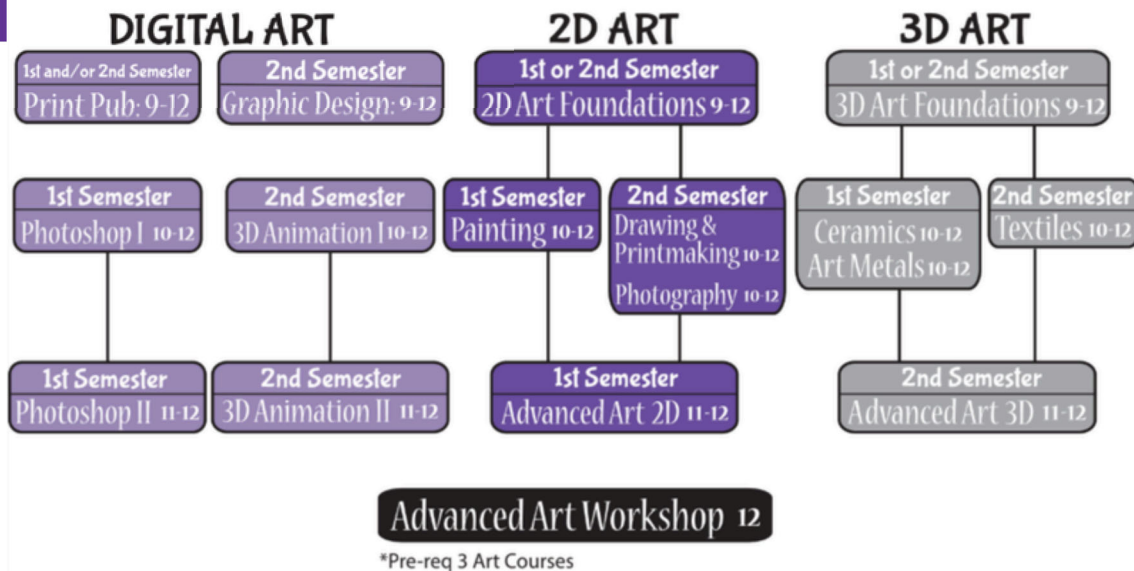 DIGITAL ART
1st and/or 2nd Semester
Print Pub: 9-12
2nd Semester
Graphic Design: 9-12
1st Semester
Photoshop I 10-12
2nd Semester
3D Animation I 10-12
1st Semester
Photoshop II 11-12
2nd Semester
3D Animation II 11-12
2D ART
1st or 2nd Semester
2D Art Foundations 9-12
1st Semester
Painting 10-12
2nd Semester
Drawing &
Printmaking 10-12
Photography 10-12
1st Semester
Advanced Art 2D 11-12
3D ART
1st or 2nd Semester
3D Art Foundations 9-12
1st Semester
Ceramics 10-12
Art Metals 10-12
2nd Semester
Textiles 10-12
2nd Semester
Advanced Art 3D 11-12
Advanced Art Workshop 12
*Pre-req 3 Art Courses